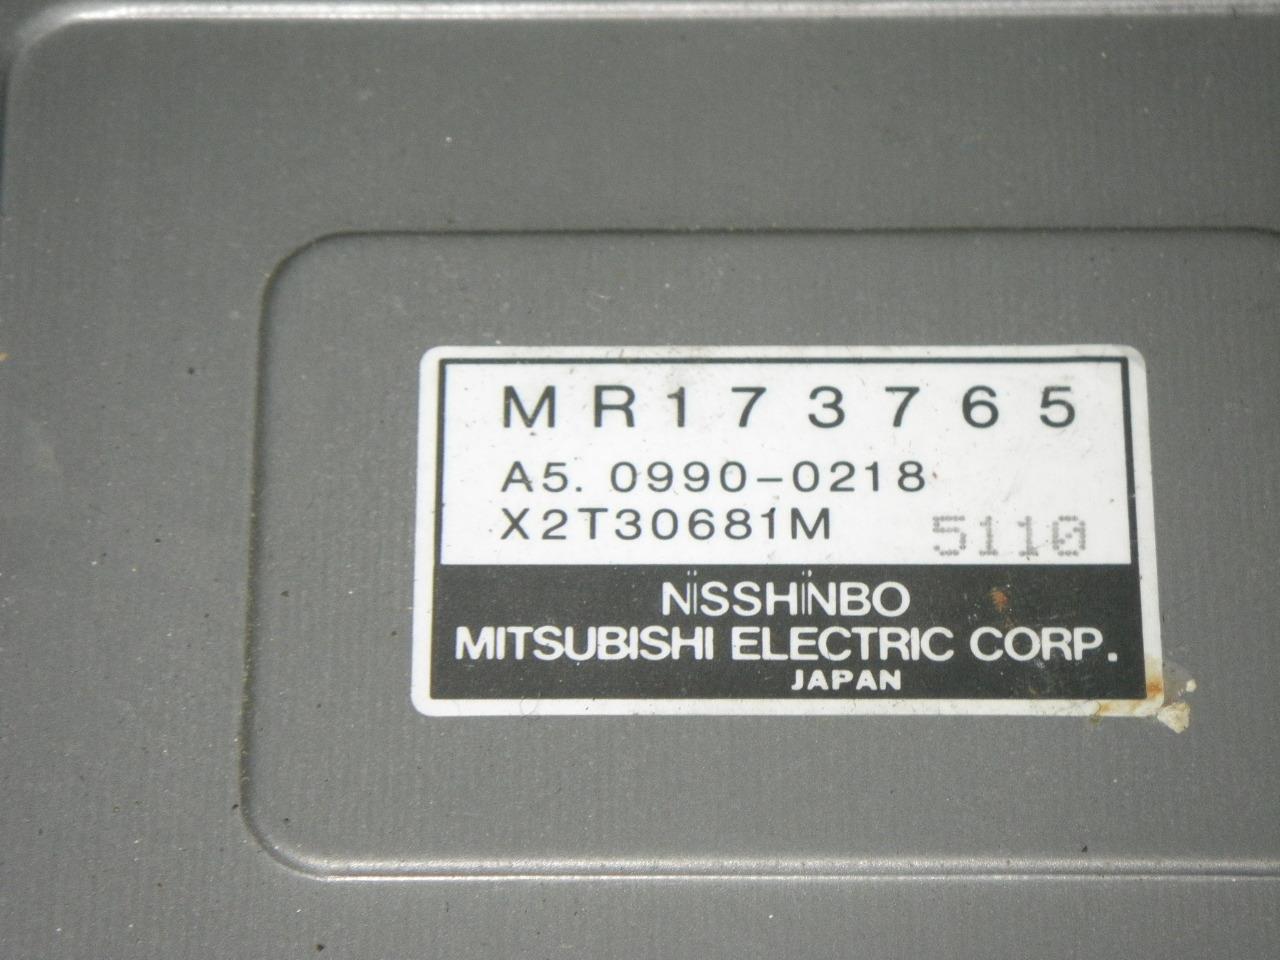 MR173765
A5. 0990-0218
X2T30681M 5110
NISSHINBO
MITSUBISHI ELECTRIC CORP.
JAPAN